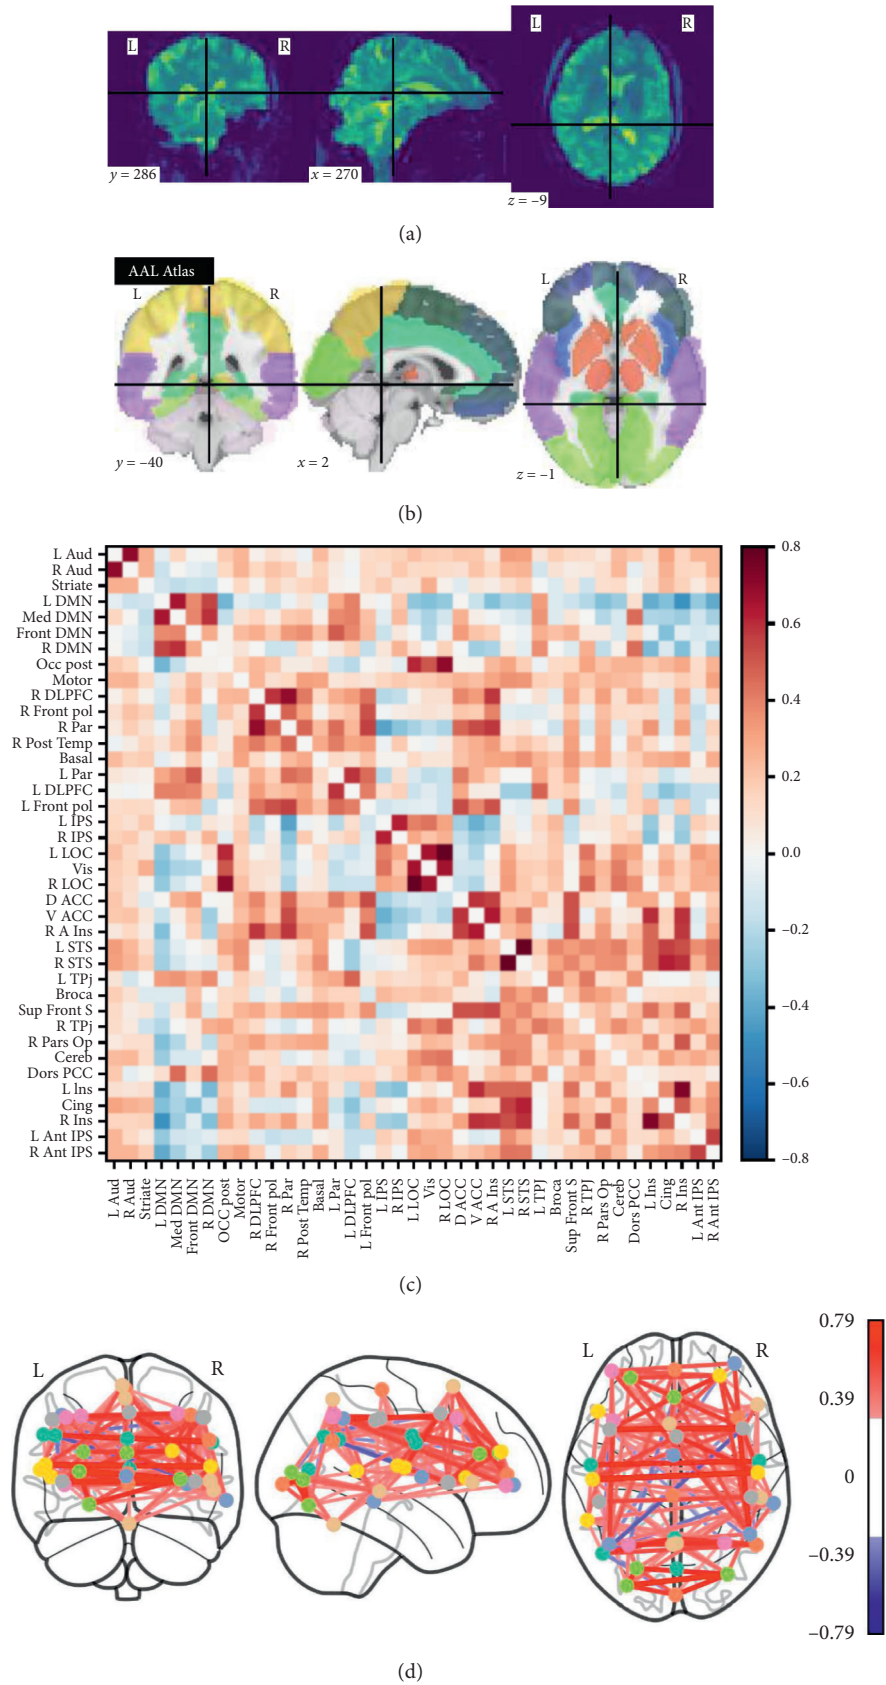 L R L R
y = 286 x = 270 z = –9
(a)
AAL Atlas
L R L R
y = –40 x = 2 z = –1
(b)
L Aud
R Aud
Striate
L DMN
Med DMN
Front DMN
R DMN
Occ post
Motor
R DLPFC
R Front pol
R Par
R Post Temp
Basal
L Par
L DLPFC
L Front pol
L IPS
R IPS
L LOC
Vis
R LOC
D ACC
V ACC
R A Ins
L STS
R STS
L TPj
Broca
Sup Front S
R TPj
R Pars Op
Cereb
Dors PCC
L Ins
Cing
R Ins
L Ant IPS
R Ant IPS
0.8
0.6
0.4
0.2
0.0
–0.2
–0.4
–0.6
–0.8
L Aud
R Aud
Striate
L DMN
Med DMN
Front DMN
R DMN
OCC post
Motor
R DLPFC
R Front pol
R Par
R Post Temp
Basal
L Par
L DLPFC
L Front pol
L IPS
R IPS
L LOC
Vis
R LOC
D ACC
V ACC
R A Ins
L STS
R STS
L TPJ
Broca
Sup Front S
R TPJ
R Pars Op
Cereb
Dors PCC
L Ins
Cing
R Ins
L Ant IPS
R Ant IPS
(c)
L R L R
0.79
0.39
0
–0.39
–0.79
(d)